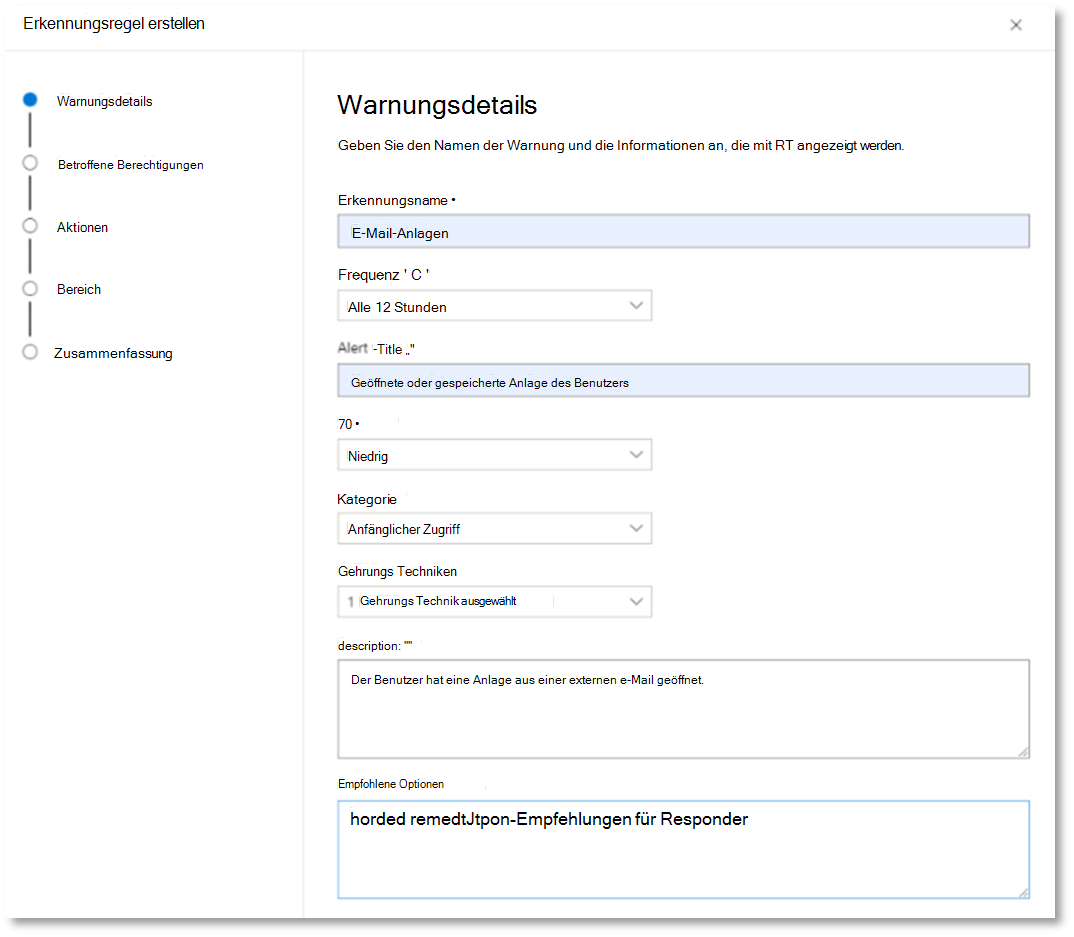 Erkennungsregel erstellen
Warnungsdetails
Betroffene Berechtigungen
Aktionen
Bereich
Zusammenfassung
Warnungsdetails
Geben Sie den Namen der Warnung und die Informationen an, die mit RT angezeigt werden.
Erkennungsname •
E-Mail-Anlagen
Frequenz ' C '
Alle 12 Stunden
Alert -Title „"
Geöffnete oder gespeicherte Anlage des Benutzers
70 •
Niedrig
Kategorie
Anfänglicher Zugriff
Gehrungs Techniken
1 Gehrungs Technik ausgewählt
description: ""
Der Benutzer hat eine Anlage aus einer externen e-Mail geöffnet.
Empfohlene Optionen
horded remedtJtpon-Empfehlungen für Responder